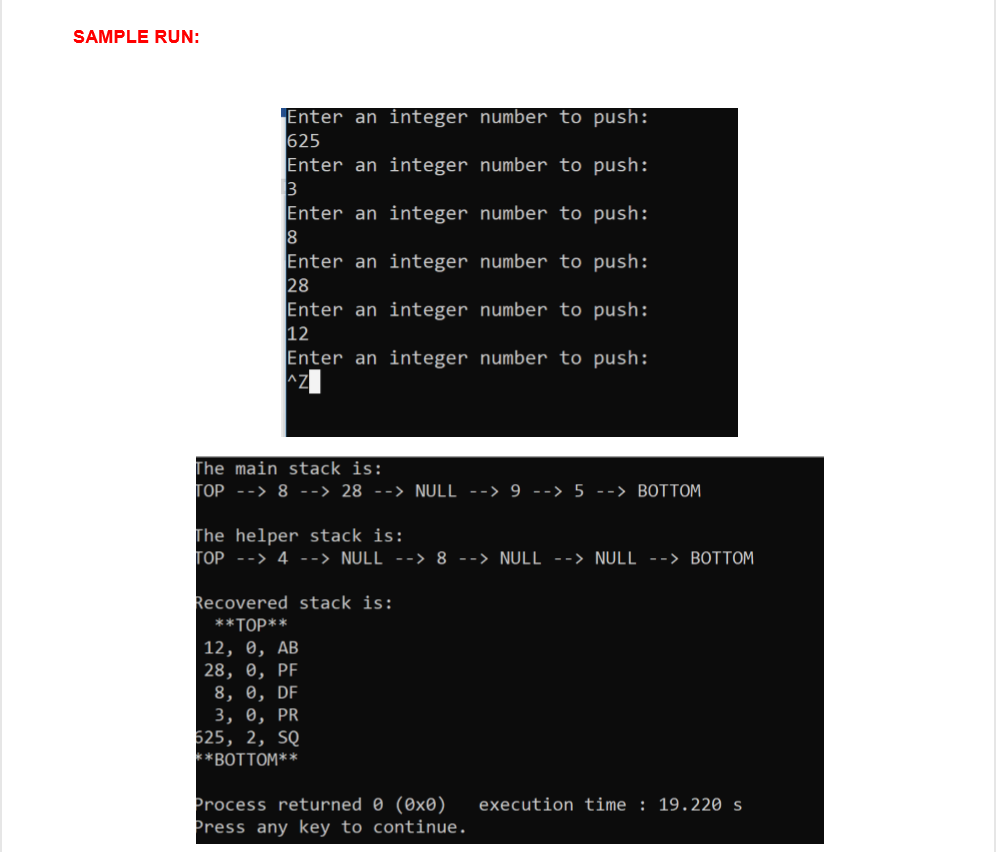 SAMPLE RUN:
Enter an integer number to push:
625
Enter an integer number to push:
3
Enter an integer number to push:
8
Enter an integer number to push:
28
Enter an integer number to push:
12
Enter an integer number to push:
^Z
The main stack is:
TOP --> 8 --> 28 --> NULL --> 9 --> 5 --> BOTTOM
The helper stack is:
TOP --> 4 --> NULL --> 8 --> NULL --> NULL --> BOTTOM
Recovered stack is:
**TOP**
12, 0, AB
28, 0, PF
8, 0, DF
3, 0, PR
625, 2, SQ
**BOTTOM**
Process returned 0 (0x0) execution time : 19.220 s
Press any key to continue.